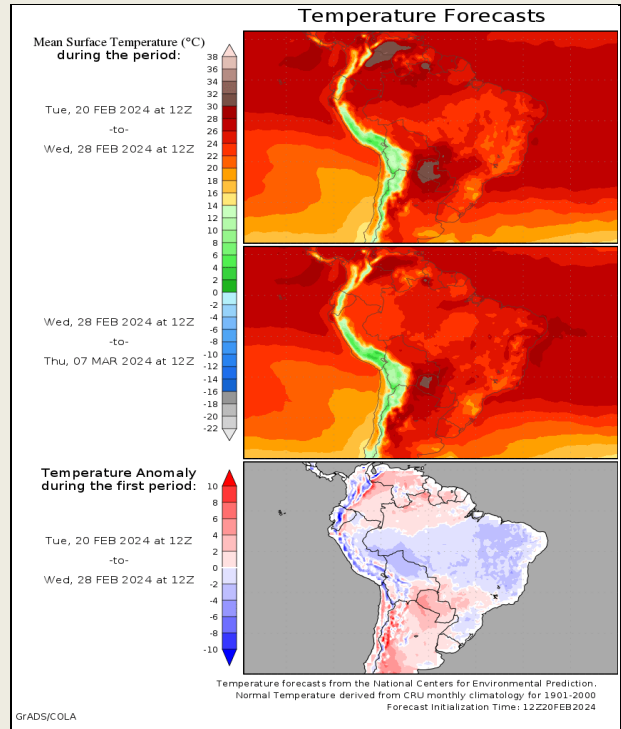 Temperature Forecasts
Mean Surface Temperature (°C)
during the period:
Tue, 20 FEB 2024 at 12Z
-to-
Wed, 28 FEB 2024 at 12Z
38
36
34
32
30
28
26
24
22
20
18
16
14
12
10
8
6
4
2
0
-2
-4
-6
-8
-10
-12
-14
-16
-18
-20
-22
Wed, 28 FEB 2024 at 12Z
-to-
Thu, 07 MAR 2024 at 12Z
Temperature Anomaly
during the first period:
Tue, 20 FEB 2024 at 12Z
-to-
Wed, 28 FEB 2024 at 12Z
10
8
6
4
2
0
-2
-4
-6
-8
-10
Temperature forecasts from the National Centers for Environmental Prediction.
Normal Temperature derived from CRU monthly climatology for 1901-2000
Forecast Initialization Time: 12Z20FEB2024
GrADS/COLA